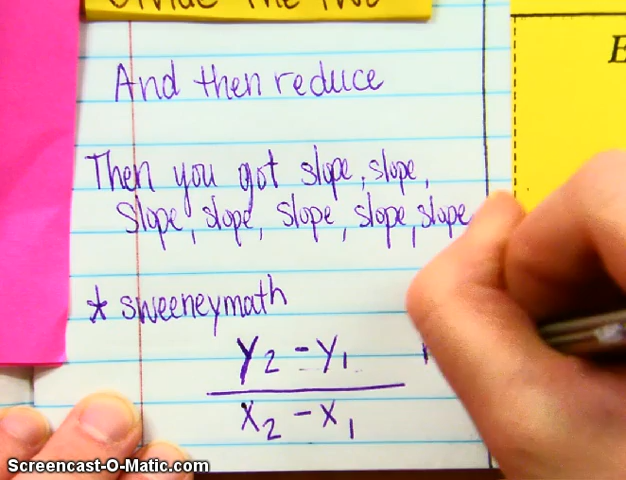 And then reduce
Then you got slope, slope,
slope, slope, slope, slope, slope
* sweeneymath
y₂ - y₁
x₂ - x₁
Screencast-O-Matic.com